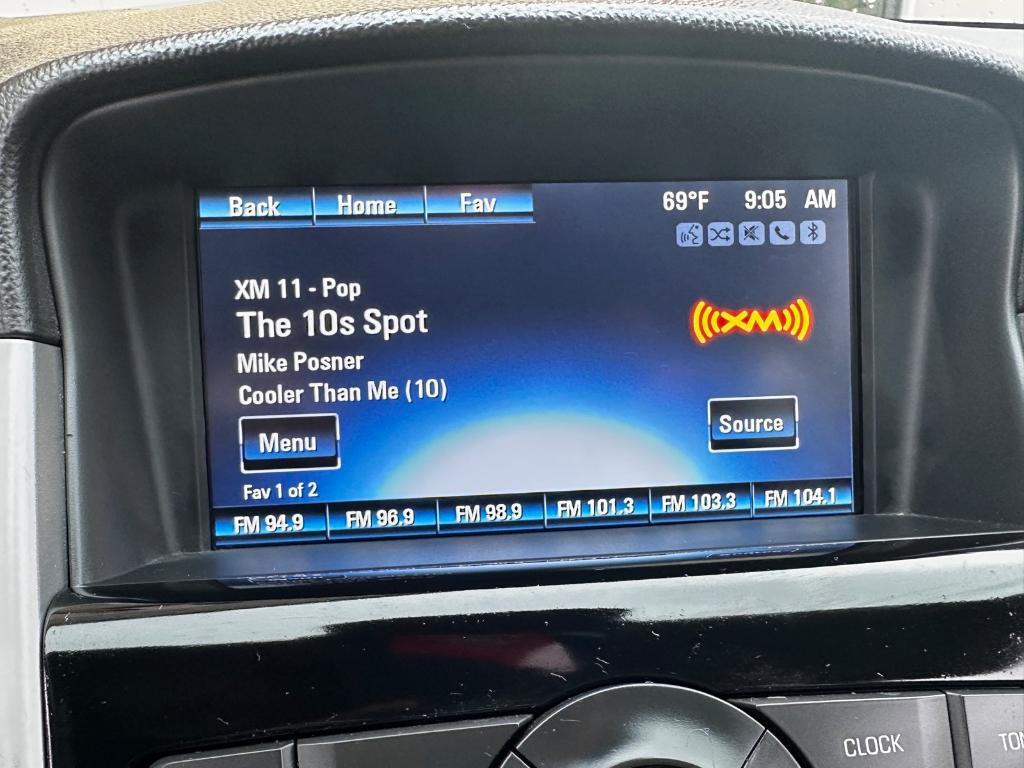 Back Home Fav 69°F 9:05 AM
XM 11 - Pop
The 10s Spot
XM
Mike Posner
Cooler Than Me (10)
Menu
Source
Fav 1 of 2
FM 94.9 FM 96.9 FM 98.9 FM 101.3 FM 103.3 FM 104.1
CLOCK